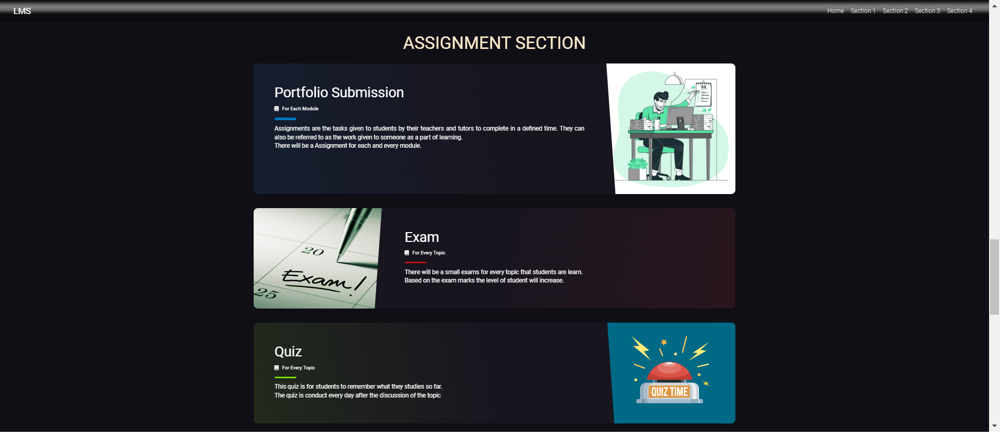 LMS
Home Section 1 Section 2 Section 3 Section 4
ASSIGNMENT SECTION
Portfolio Submission
For Each Module
Assignments are the tasks given to students by their teachers and tutors to complete in a defined time. They can
also be referred to as the work given to someone as a part of learning.
There will be a Assignment for each and every module.
TASK
20
Exam!
25
Exam
For Every Topic
There will be a small exams for every topic that students are learn.
Based on the exam marks the level of student will increase.
Quiz
For Every Topic
This quiz is for students to remember what they studies so far.
The quiz is conduct every day after the discussion of the topic
QUIZ TIME